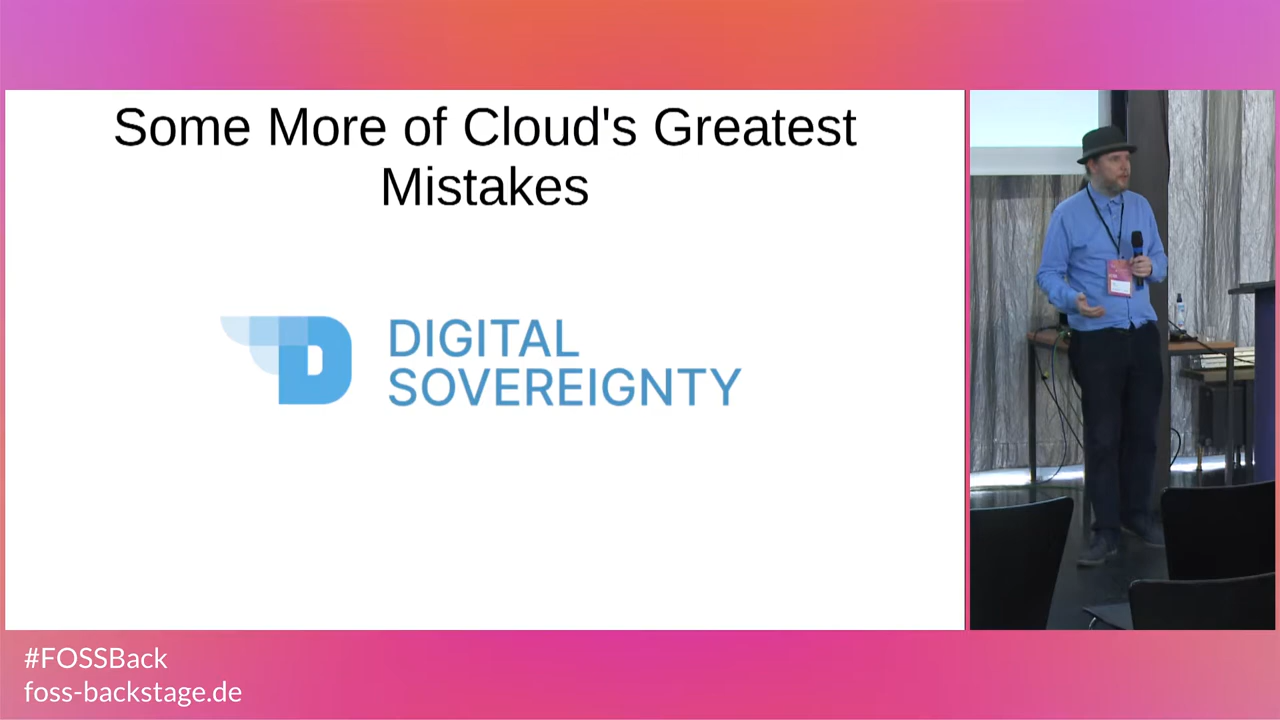 Some More of Cloud's Greatest
Mistakes
DIGITAL
SOVEREIGNTY
#FOSSBack
foss-backstage.de